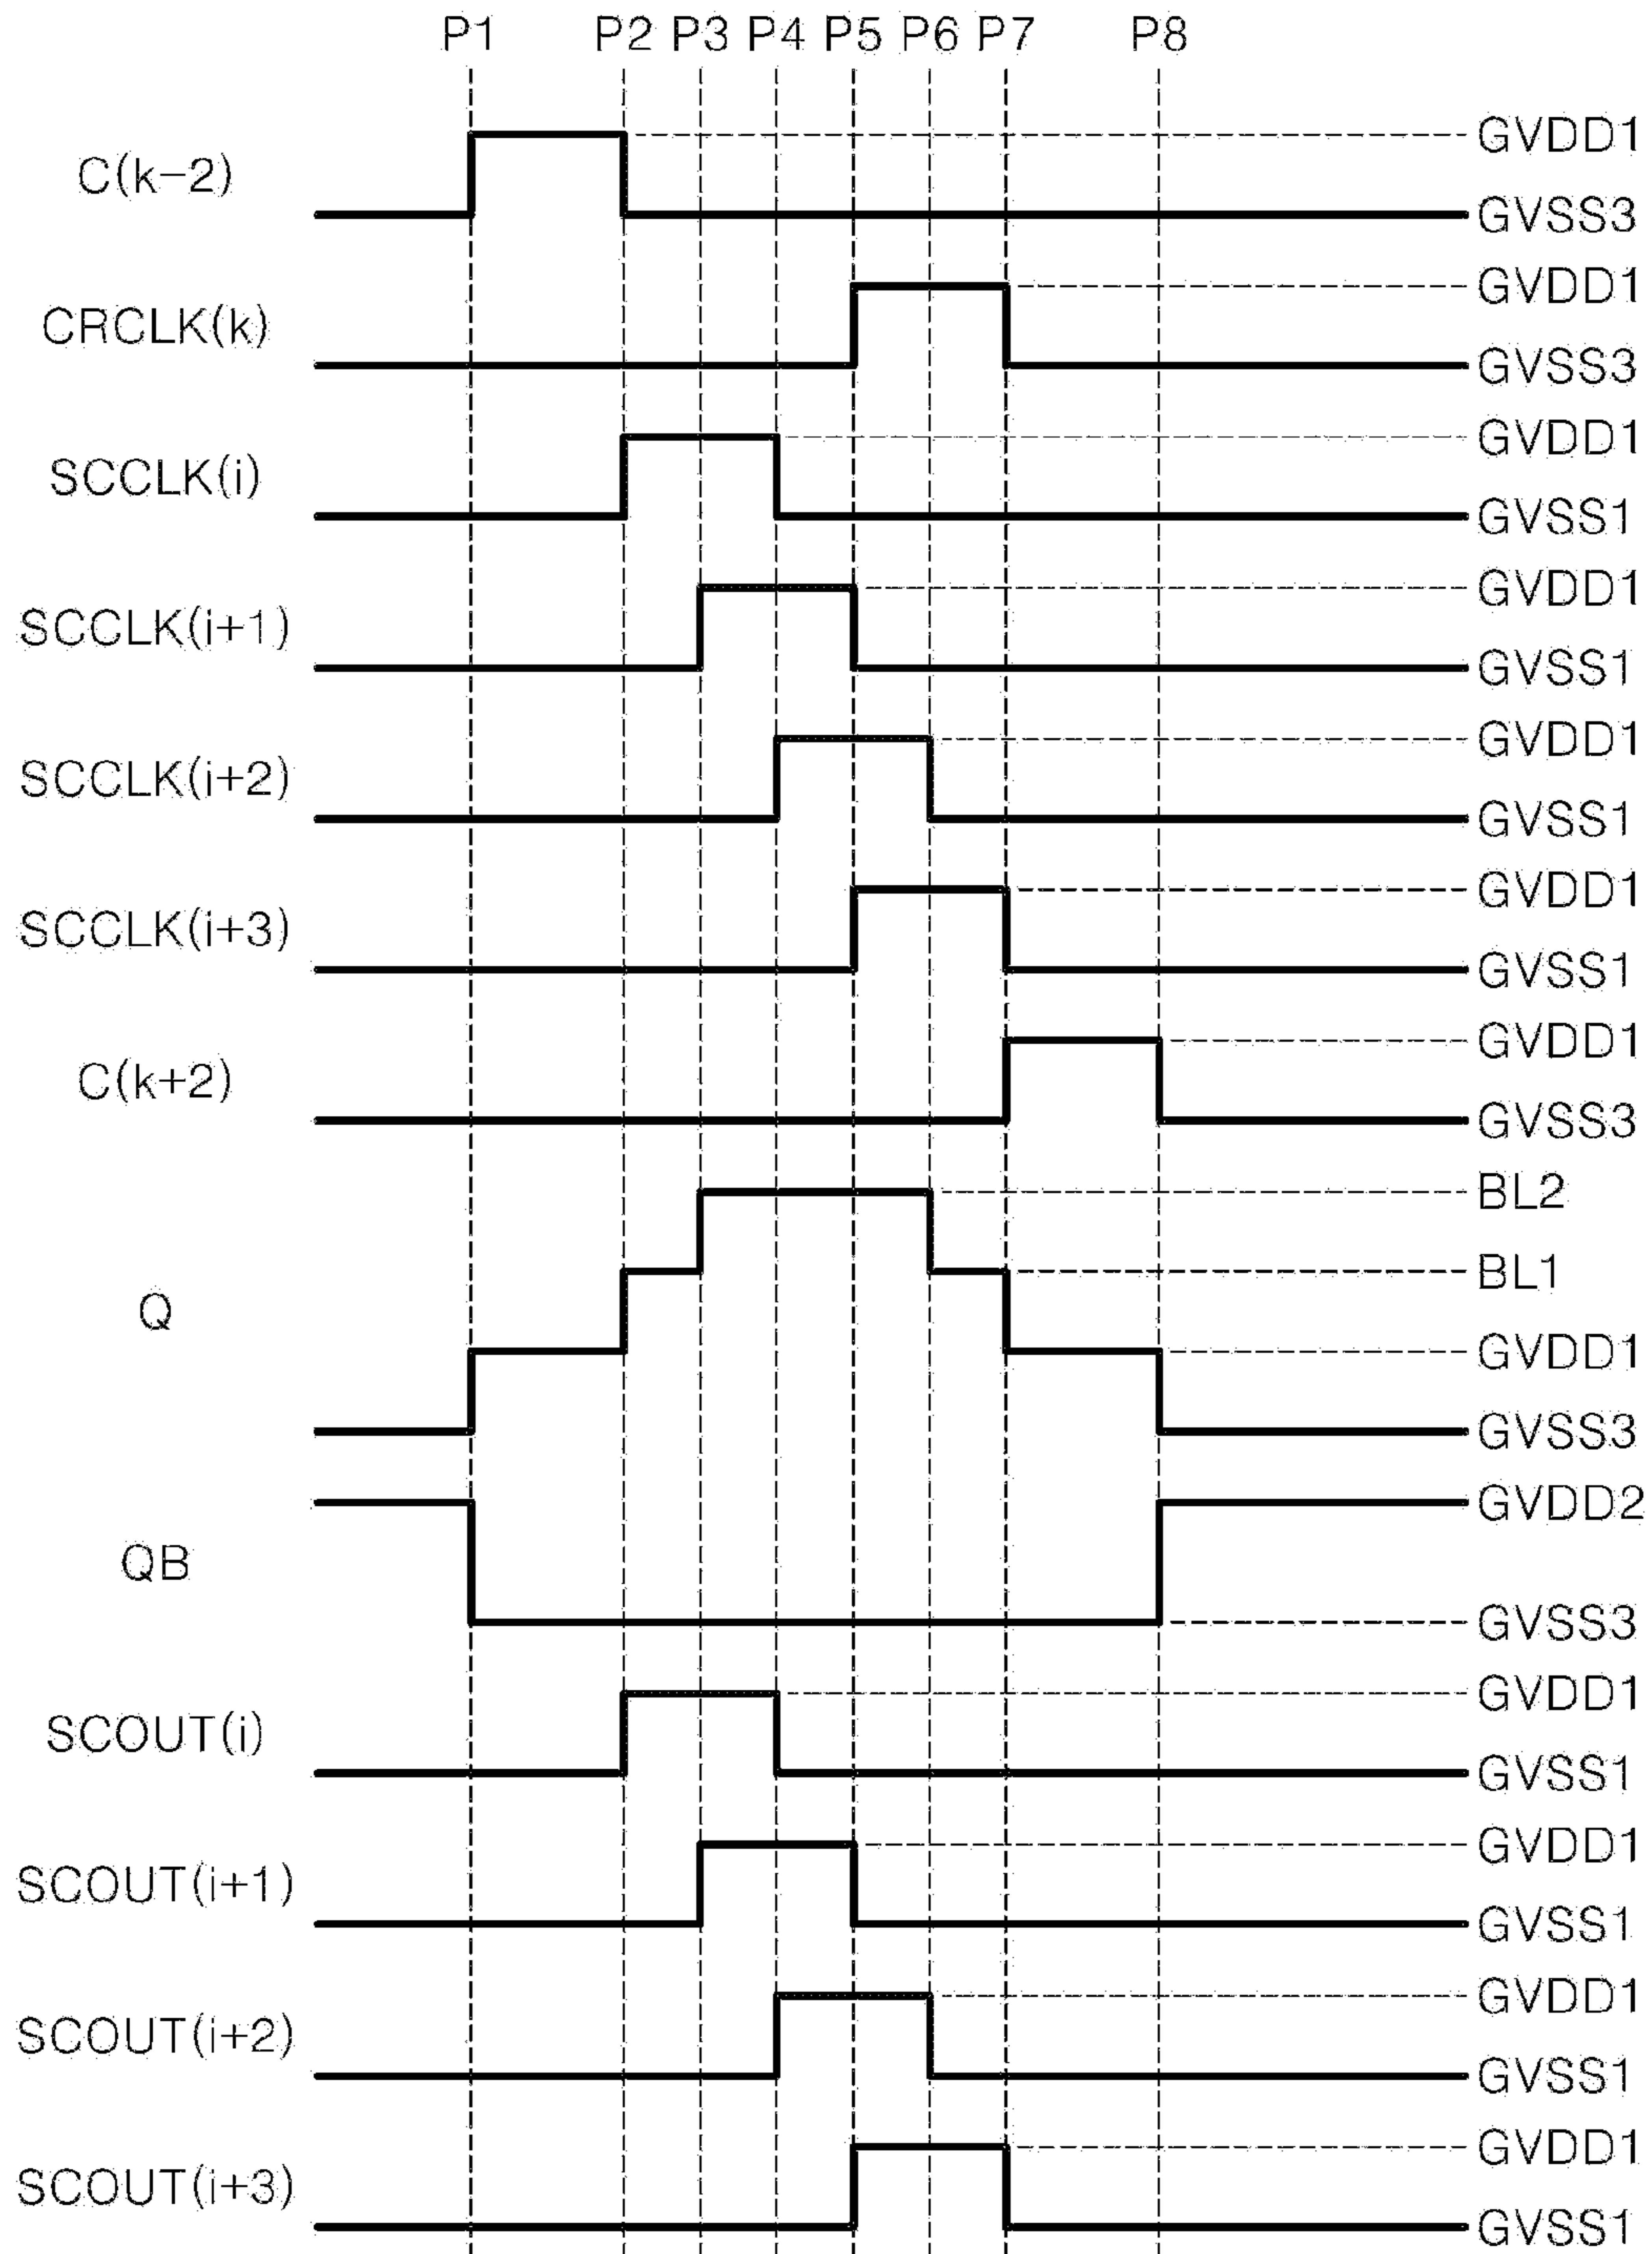 P1 P2 P3 P4 P5 P6 P7 P8
GVDD1
C(k-2)
GVSS3
GVDD1
CRCLK(k)
GVSS3
GVDD1
SCCLK(i)
GVSS1
GVDD1
SCCLK(i+1)
GVSS1
GVDD1
SCCLK(i+2)
GVSS1
GVDD1
SCCLK(i+3)
GVSS1
GVDD1
C(k+2)
GVSS3
BL2
BL1
Q
GVDD1
GVSS3
GVDD2
QB
GVSS3
GVDD1
SCOUT(i)
GVSS1
GVDD1
SCOUT(i+1)
GVSS1
GVDD1
SCOUT(i+2)
GVSS1
GVDD1
SCOUT(i+3)
GVSS1